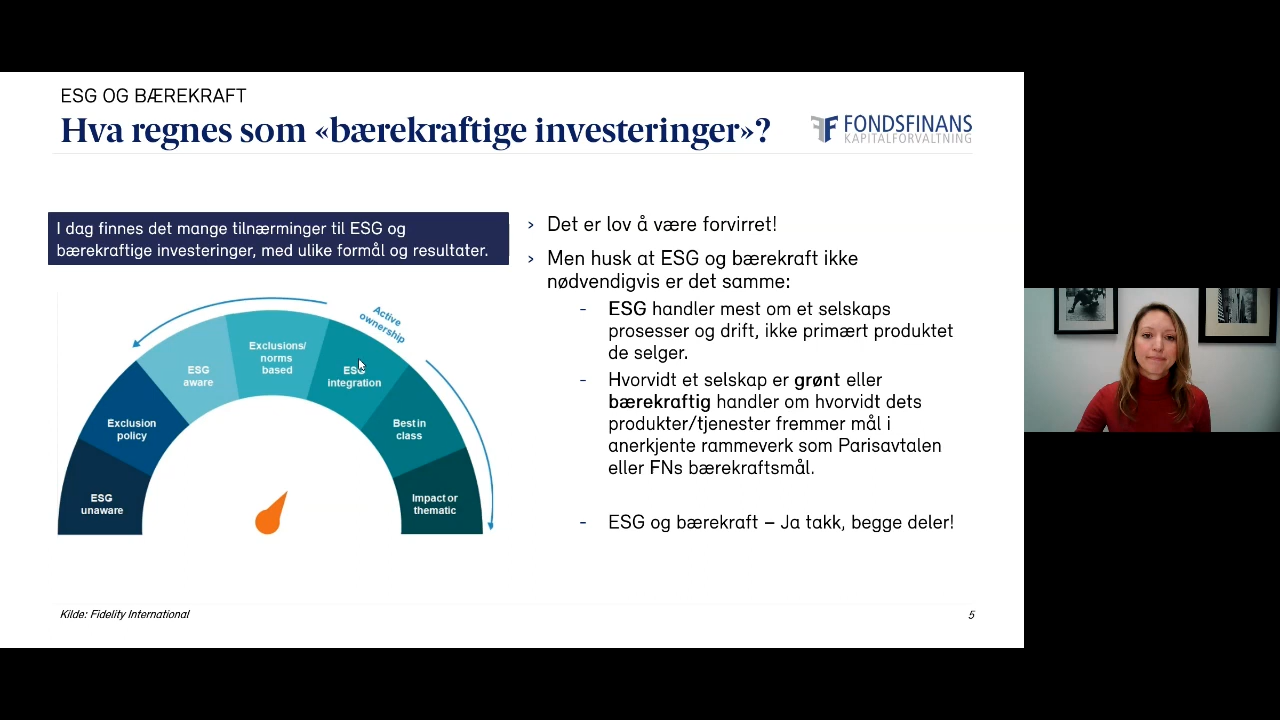 ESG OG BÆREKRAFT
Hva regnes som «bærekraftige investeringer»?
FONDSFINANS
KAPITALFORVALTNING
I dag finnes det mange tilnærminger til ESG og
bærekraftige investeringer, med ulike formål og resultater.
Active
ownership
ESG
unaware
Exclusion
policy
ESG
aware
Exclusions/
norms
based
ESG
integration
Best in
class
Impact or
thematic
› Det er lov å være forvirret!
› Men husk at ESG og bærekraft ikke
nødvendigvis er det samme:
- ESG handler mest om et selskaps
prosesser og drift, ikke primært produktet
de selger.
- Hvorvidt et selskap er grønt eller
bærekraftig handler om hvorvidt dets
produkter/tjenester fremmer mål i
anerkjente rammeverk som Parisavtalen
eller FNs bærekraftsmål.
- ESG og bærekraft – Ja takk, begge deler!
Kilde: Fidelity International
5